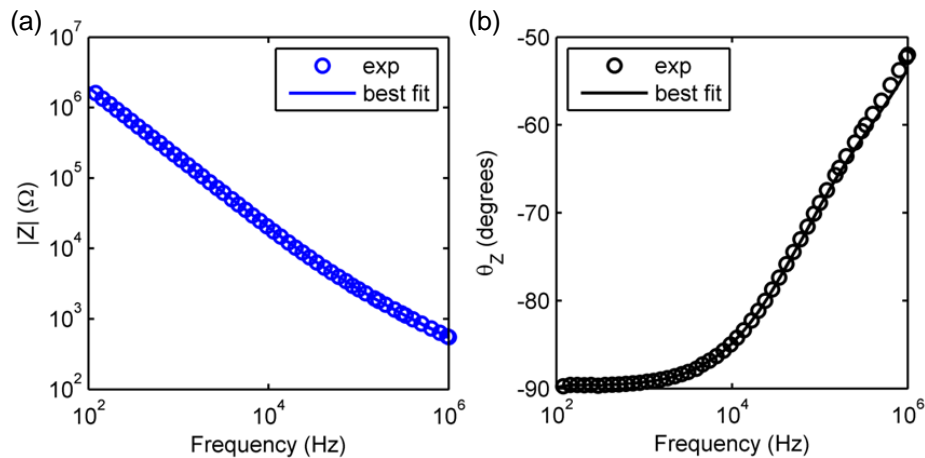 (a)
10^7
10^6
10^5
10^4
10^3
10^2
|Z| (Ω)
exp
best fit
10^2
10^4
10^6
Frequency (Hz)
(b)
-50
-60
-70
-80
-90
θ_Z (degrees)
exp
best fit
10^2
10^4
10^6
Frequency (Hz)